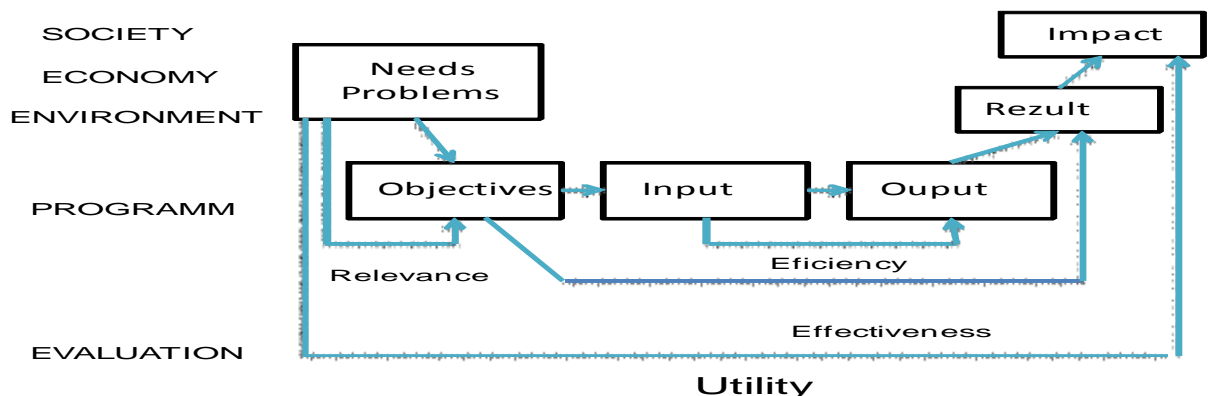 SOCIETY
ECONOMY
ENVIRONMENT
PROGRAMM
EVALUATION
Needs
Problems
Impact
Rezult
Objectives
Input
Ouput
Relevance
Eficiency
Effectiveness
Utility